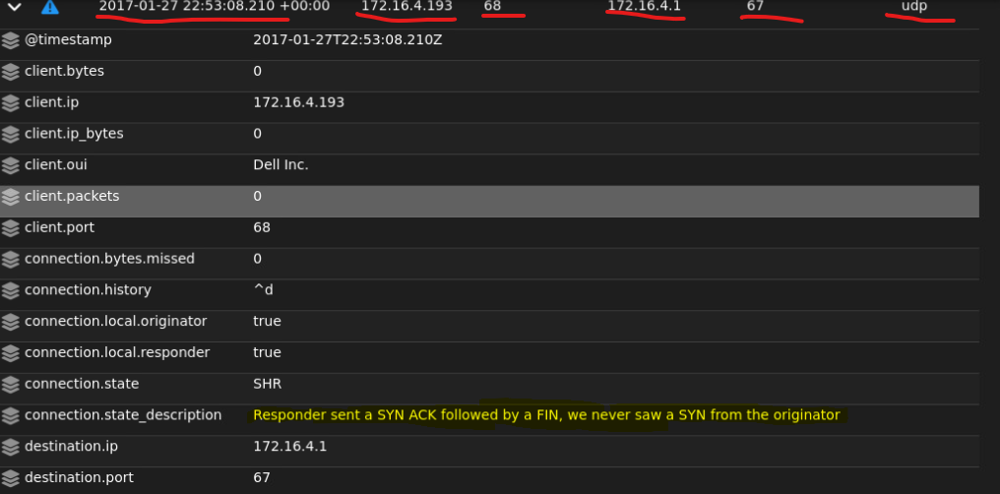 2017-01-27 22:53:08.210 +00:00 172.16.4.193 68 172.16.4.1 67 udp
@timestamp 2017-01-27T22:53:08.210Z
client.bytes 0
client.ip 172.16.4.193
client.ip_bytes 0
client.oui Dell Inc.
client.packets 0
client.port 68
connection.bytes.missed 0
connection.history ^d
connection.local.originator true
connection.local.responder true
connection.state SHR
connection.state_description Responder sent a SYN ACK followed by a FIN, we never saw a SYN from the originator
destination.ip 172.16.4.1
destination.port 67